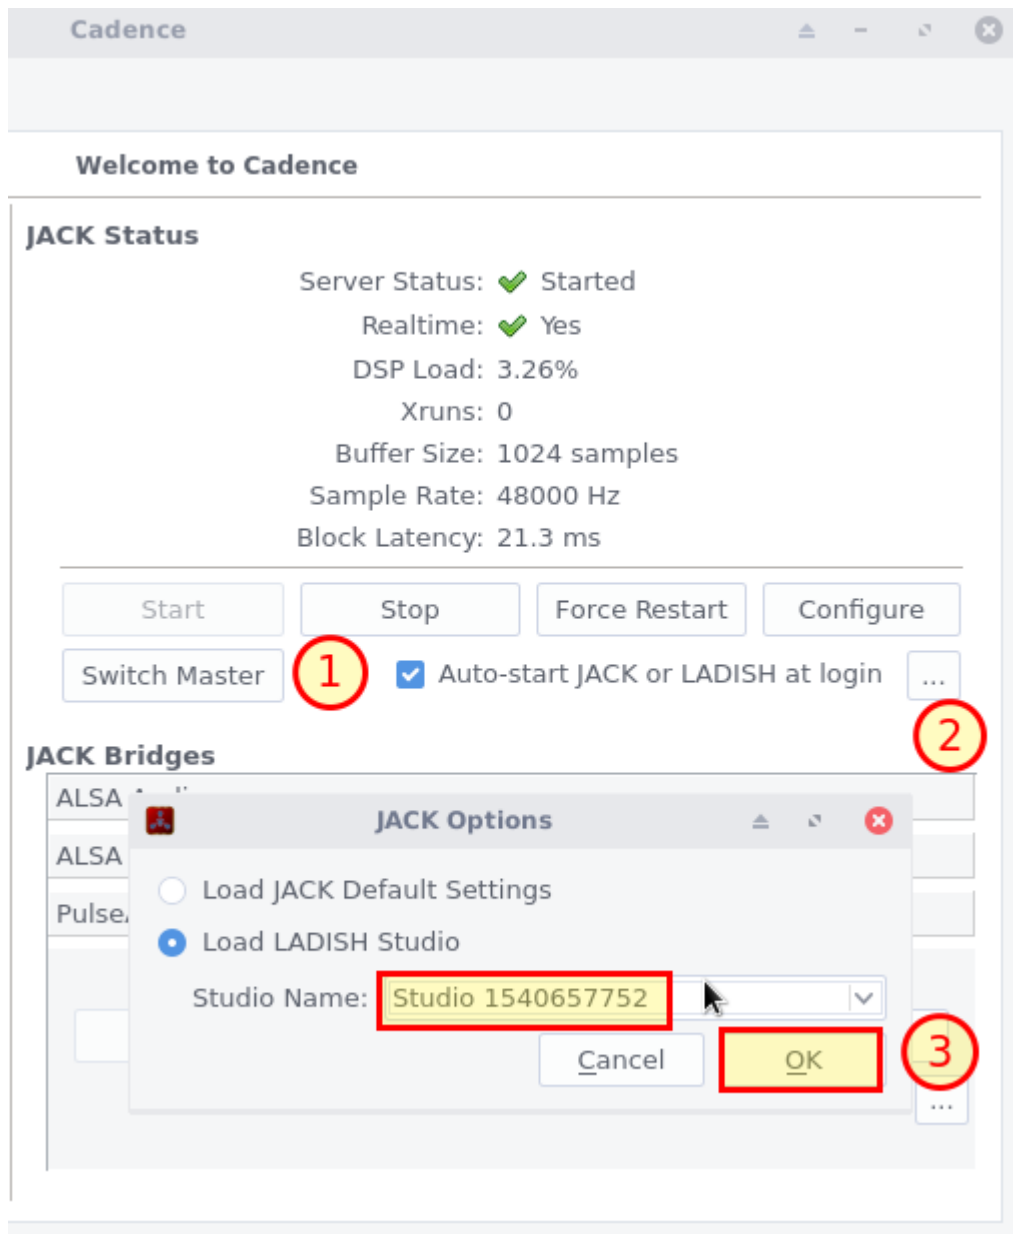 Cadence
Welcome to Cadence
JACK Status
Server Status: Started
Realtime: Yes
DSP Load: 3.26%
Xruns: 0
Buffer Size: 1024 samples
Sample Rate: 48000 Hz
Block Latency: 21.3 ms
Start Stop Force Restart Configure
Switch Master 1 Auto-start JACK or LADISH at login ...
2
JACK Bridges
ALSA
JACK Options
ALSA
Load JACK Default Settings
Load LADISH Studio
Studio Name: Studio 1540657752
Cancel OK 3
...